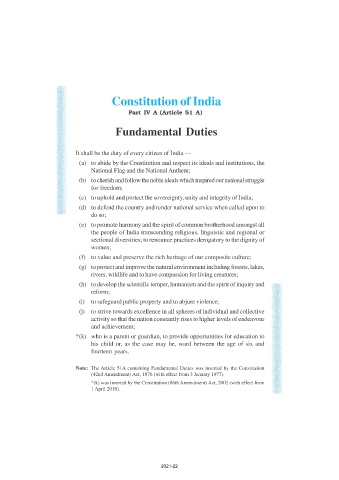 Constitution of India
Part IV A (Article 51 A)
Fundamental Duties
It shall be the duty of every citizen of India —
(a) to abide by the Constitution and respect its ideals and institutions, the
National Flag and the National Anthem;
(b) to cherish and follow the noble ideals which inspired our national struggle
for freedom;
(c) to uphold and protect the sovereignty, unity and integrity of India;
(d) to defend the country and render national service when called upon to
do so;
(e) to promote harmony and the spirit of common brotherhood amongst all
the people of India transcending religious, linguistic and regional or
sectional diversities; to renounce practices derogatory to the dignity of
women;
(f) to value and preserve the rich heritage of our composite culture;
(g) to protect and improve the natural environment including forests, lakes,
rivers, wildlife and to have compassion for living creatures;
(h) to develop the scientific temper, humanism and the spirit of inquiry and
reform;
(i) to safeguard public property and to abjure violence;
(j) to strive towards excellence in all spheres of individual and collective
activity so that the nation constantly rises to higher levels of endeavour
and achievement;
*(k) who is a parent or guardian, to provide opportunities for education to
his child or, as the case may be, ward between the age of six and
fourteen years.
Note: The Article 51A containing Fundamental Duties was inserted by the Constitution
(42nd Amendment) Act, 1976 (with effect from 3 January 1977).
*(k) was inserted by the Constitution (86th Amendment) Act, 2002 (with effect from
1 April 2010).
2021-22